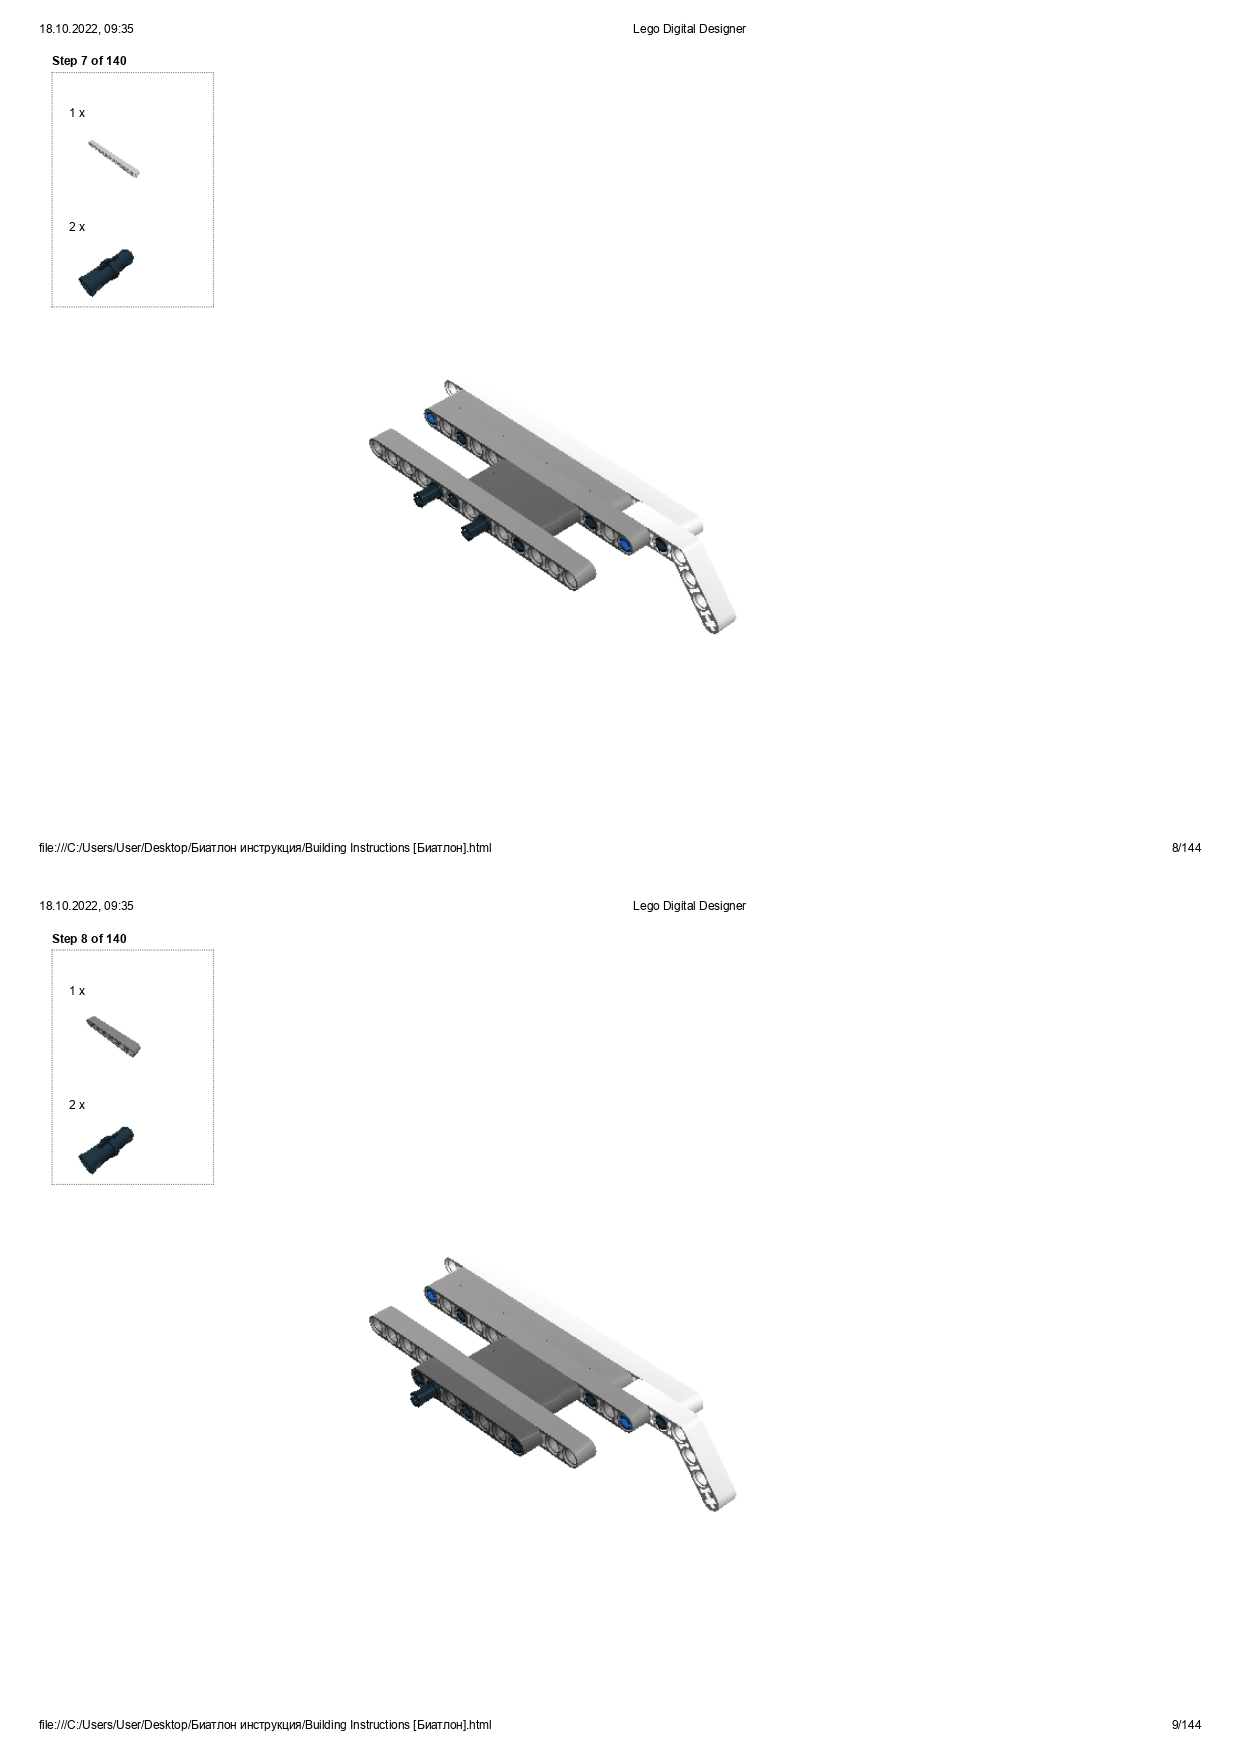 18.10.2022, 09:35 Lego Digital Designer
Step 7 of 140
1 x
2 x
file:///C:/Users/User/Desktop/Биатлон инструкция/Building Instructions [Биатлон].html 8/144
18.10.2022, 09:35 Lego Digital Designer
Step 8 of 140
1 x
2 x
file:///C:/Users/User/Desktop/Биатлон инструкция/Building Instructions [Биатлон].html 9/144